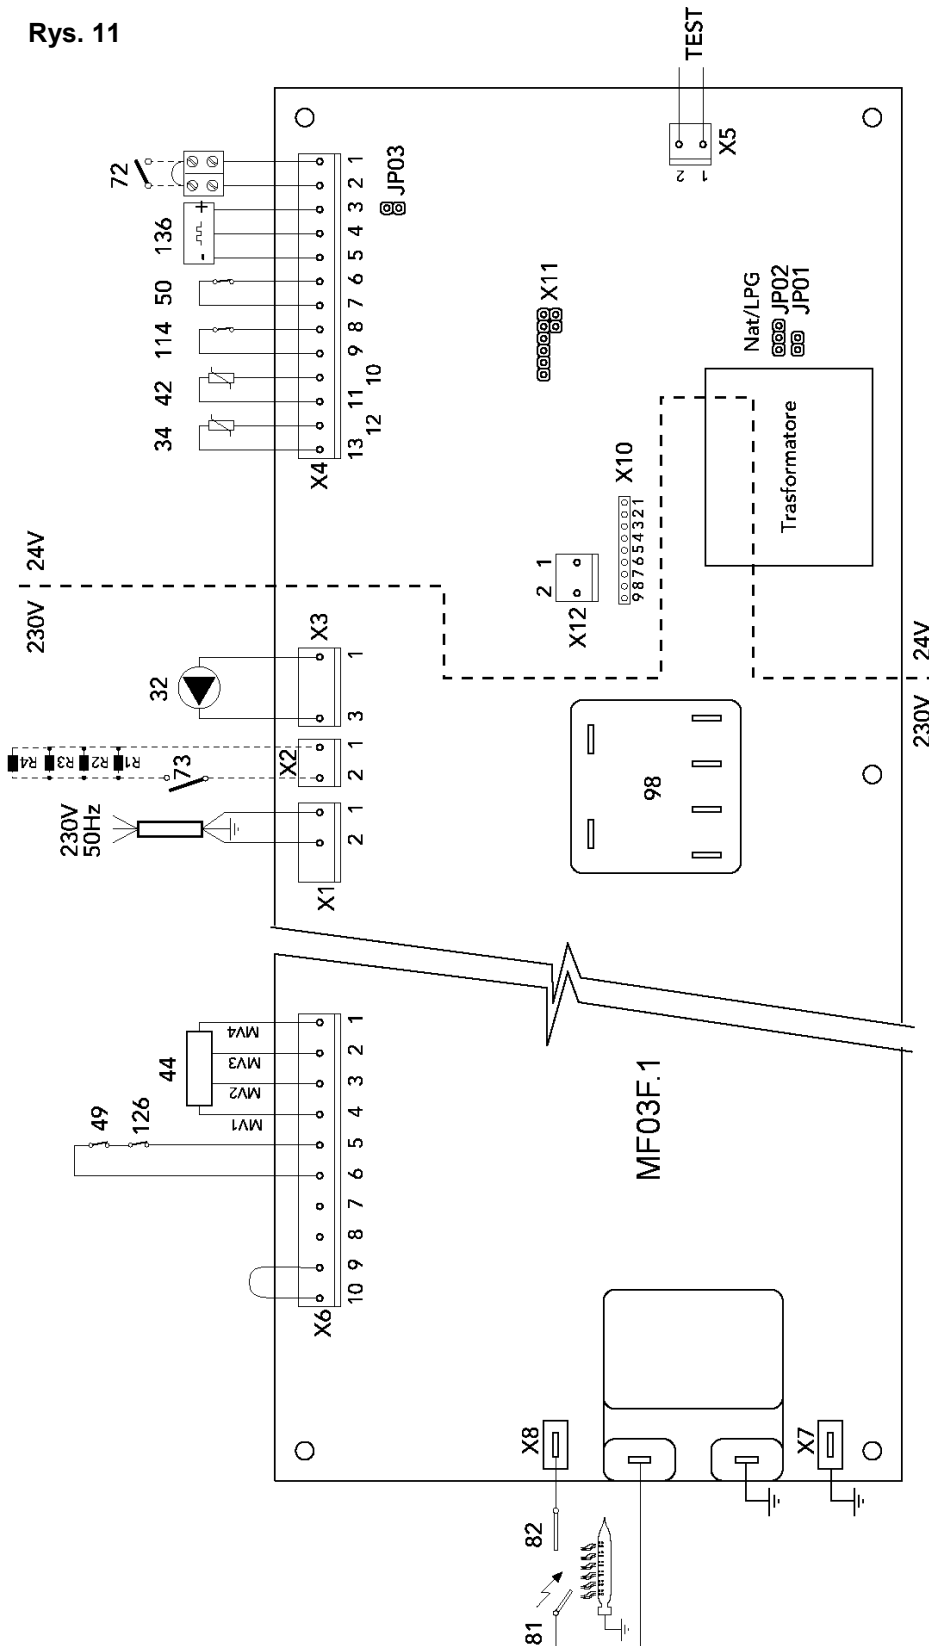 Rys. 11
TEST
X5
2 1
72
136
+
-
50
114
42
34
1 2 3 4 5 6 7 8 9 10 11 12 13
X4
JP03
X11
Nat/LPG
JP02
JP01
Trasformatore
X10
987654321
2 1
X12
24V
230V
24V
230V
32
X3
1
3
R4
R3
R2
R1
73
X2
1
2
230V
50Hz
X1
1
2
98
44
MV4
MV3
MV2
MV1
49
126
1 2 3 4 5 6 7 8 9 10
X6
MF03F.1
X8
X7
82
81